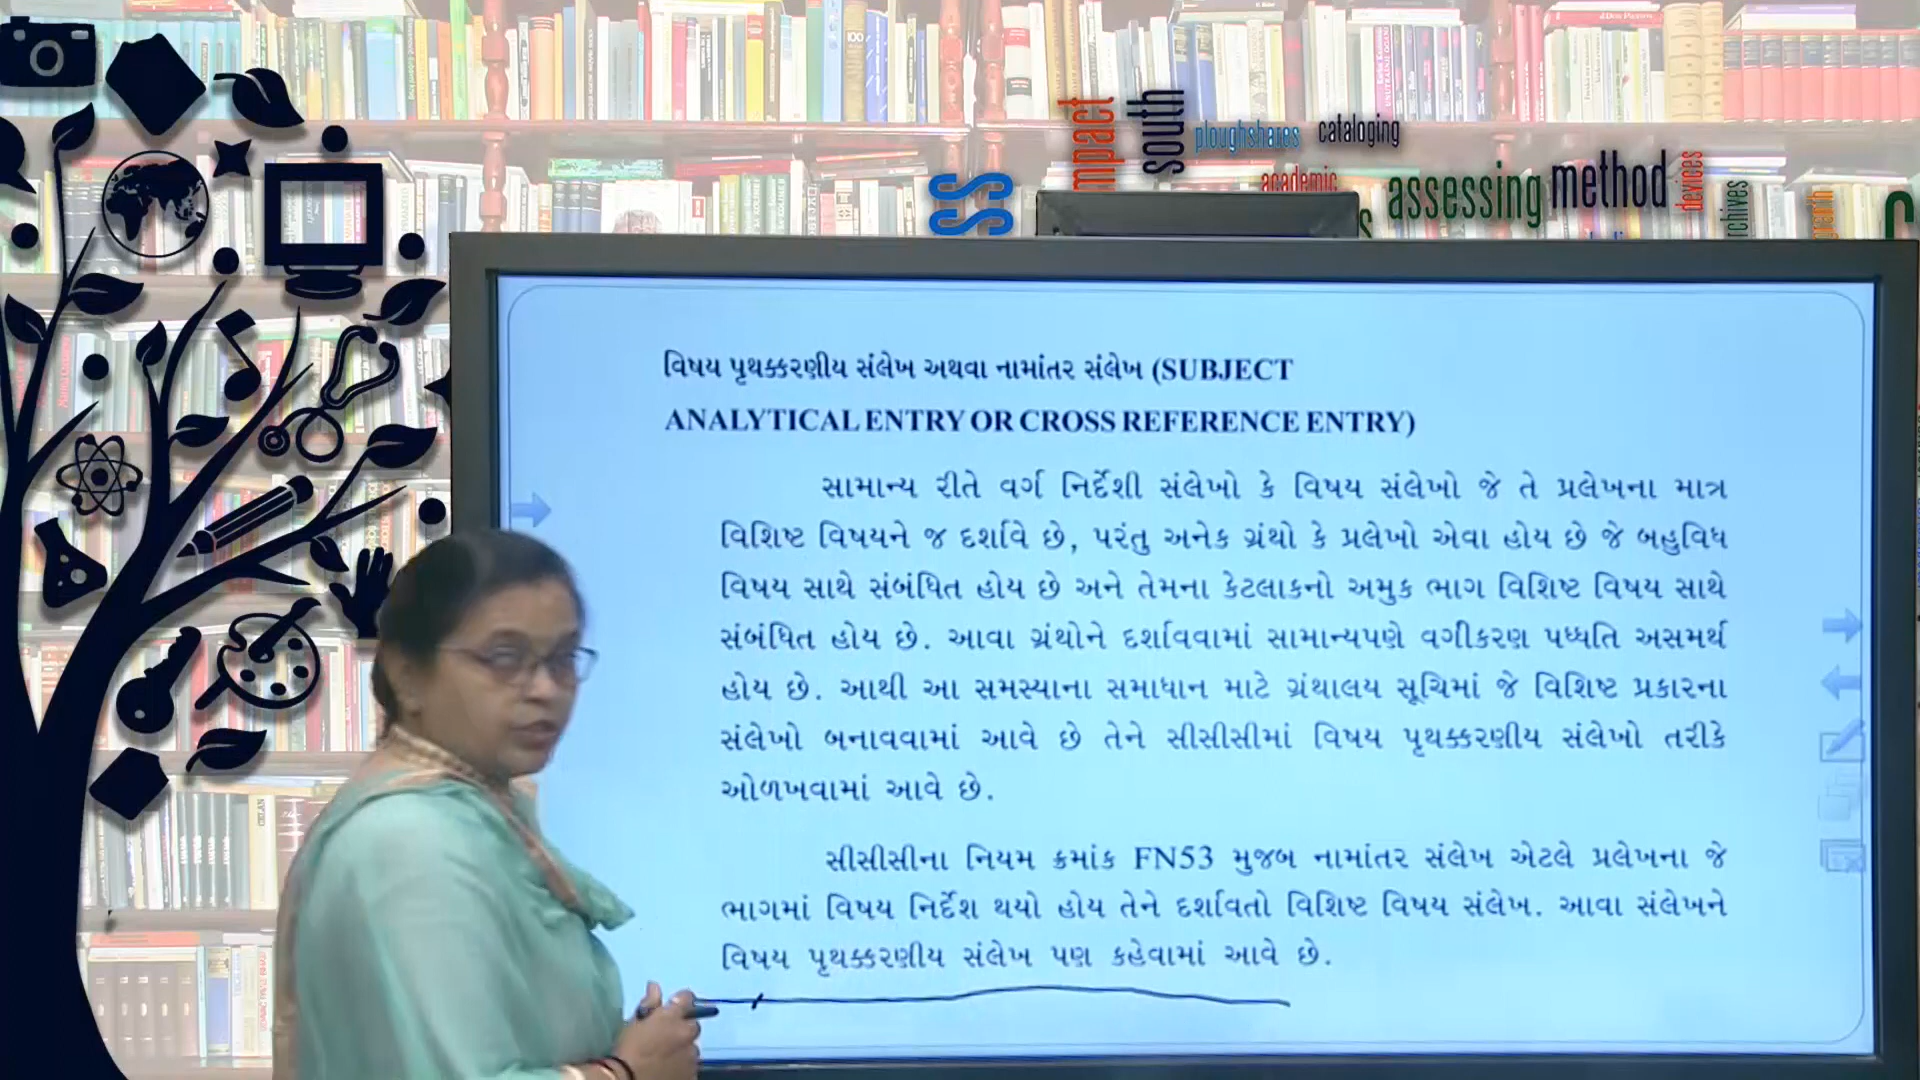 mpact
south
ploughshares
cataloging
academic
assessing
method
devices
વિષય પૃથક્કરણીય સંલેખ અથવા નામાંતર સંલેખ (SUBJECT
ANALYTICAL ENTRY OR CROSS REFERENCE ENTRY)
સામાન્ય રીતે વર્ગ નિર્દેશી સંલેખો કે વિષય સંલેખો જે તે પ્રલેખના માત્ર
વિશિષ્ટ વિષયને જ દર્શાવે છે, પરંતુ અનેક ગ્રંથો કે પ્રલેખો એવા હોય છે જે બહુવિધ
વિષય સાથે સંબંધિત હોય છે અને તેમના કેટલાકનો અમુક ભાગ વિશિષ્ટ વિષય સાથે
સંબંધિત હોય છે. આવા ગ્રંથોને દર્શાવવામાં સામાન્યપણે વગીકરણ પધ્ધતિ અસમર્થ
હોય છે. આથી આ સમસ્યાના સમાધાન માટે ગ્રંથાલય સૂચિમાં જે વિશિષ્ટ પ્રકારના
સંલેખો બનાવવામાં આવે છે તેને સીસીસીમાં વિષય પૃથક્કરણીય સંલેખો તરીકે
ઓળખવામાં આવે છે.
સીસીસીના નિયમ ક્રમાંક FN53 મુજબ નામાંતર સંલેખ એટલે પ્રલેખના જે
ભાગમાં વિષય નિર્દેશ થયો હોય તેને દર્શાવતો વિશિષ્ટ વિષય સંલેખ. આવા સંલેખને
વિષય પૃથક્કરણીય સંલેખ પણ કહેવામાં આવે છે.